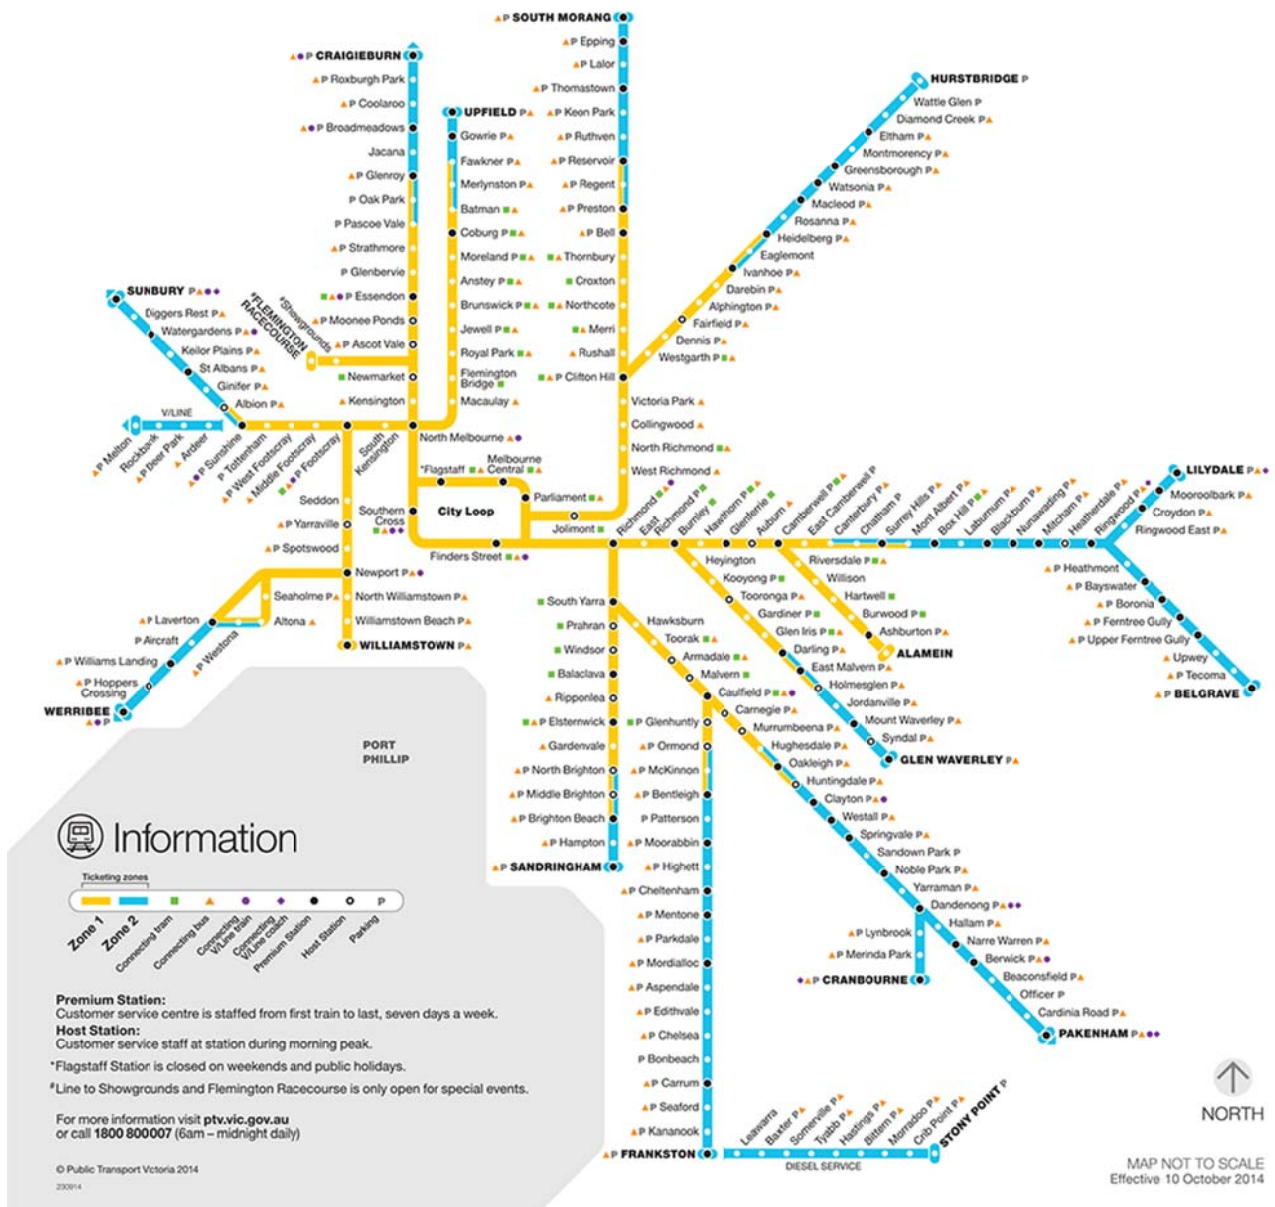 SOUTH MORANG
P Epping
P Lalor
P Thomastown
P Keon Park
P Ruthven
P Reservoir
P Regent
P Preston
P Bell
Thornbury
Croxton
Northcote
Merri
Rushall
P Clifton Hill
Victoria Park
Collingwood
North Richmond
West Richmond
P CRAIGIEBURN
P Roxburgh Park
P Coolaroo
P Broadmeadows
Jacana
P Glenroy
P Oak Park
P Pascoe Vale
P Strathmore
P Glenbervie
P Essendon
P Moonee Ponds
P Ascot Vale
Newmarket
Kensington
UPFIELD P
Gowrie P
Fawkner P
Merlynston P
Batman
Coburg P
Moreland P
Anstey P
Brunswick P
Jewell P
Royal Park P
Flemington
Bridge
Macaulay
HURSTBRIDGE P
Wattle Glen P
Diamond Creek P
Eltham P
Montmorency P
Greensborough P
Watsonia P
Macleod P
Rosanna P
Heidelberg P
Eaglemont
Ivanhoe P
Darebin P
Alphington P
Fairfield P
Dennis P
Westgarth P
SUNBURY P
Diggers Rest P
Watergardens P
Keilor Plains P
St Albans P
Ginifer P
Albion P
#Showgrounds
#FLEMINGTON
RACECOURSE
V/LINE
P Melton
Rockbank
P Deer Park
Ardeer
P Sunshine
P Tottenham
P West Footscray
Middle Footscray
P Footscray
South
Kensington
North Melbourne
*Flagstaff
Melbourne
Central
Parliament
City Loop
Southern
Cross
Flinders Street
Jolimont
Richmond
East
Richmond P
Burnley
Hawthorn P
Glenferrie
Auburn
Camberwell P
East Camberwell P
Canterbury P
Chatham P
Surrey Hills P
Mont Albert P
Box Hill P
Laburnum P
Blackburn P
Nunawading P
Mitcham P
Heatherdale P
Ringwood P
LILYDALE P
Mooroolbark P
Croydon P
Ringwood East P
P Heathmont
P Bayswater
P Boronia
P Ferntree Gully
P Upper Ferntree Gully
Upwey
P Tecoma
P BELGRAVE
Riversdale P
Willison
Hartwell
Burwood P
Ashburton P
ALAMEIN
Heyington
Kooyong P
Tooronga P
Gardiner P
Glen Iris P
Darling P
East Malvern P
Holmesglen P
Jordanville P
Mount Waverley P
Syndal P
GLEN WAVERLEY P
Seddon
P Yarraville
P Spotswood
Newport P
North Williamstown P
Williamstown Beach P
WILLIAMSTOWN P
Seaholme P
Altona
P Westona
P Laverton
P Aircraft
P Williams Landing
P Hoppers
Crossing
WERRIBEE
P
South Yarra
Prahran
Windsor
Balaclava
Ripponlea
P Elsternwick
Gardenvale
P North Brighton
P Middle Brighton
P Brighton Beach
P Hampton
P SANDRINGHAM
Hawksburn
Toorak
Armadale
Malvern
Caulfield P
Carnegie P
Murrumbeena P
Hughesdale P
Oakleigh P
Huntingdale P
Clayton P
Westall P
Springvale P
Sandown Park P
Noble Park P
Yarraman P
Dandenong P
Hallam P
Narre Warren P
Berwick P
Beaconsfield P
Officer P
Cardinia Road P
PAKENHAM P
P Lynbrook
P Merinda Park
P CRANBOURNE
P Glenhuntly
P Ormond
P McKinnon
P Bentleigh
P Patterson
P Moorabbin
P Highett
P Cheltenham
P Mentone
P Parkdale
P Mordialloc
P Aspendale
P Edithvale
P Chelsea
P Bonbeach
P Carrum
P Seaford
P Kananook
P FRANKSTON
Leawarra
Baxter P
Somerville P
Tyabb P
Hastings P
Bittern P
Morradoo P
Crib Point P
STONY POINT P
DIESEL SERVICE
PORT
PHILLIP
Information
Ticketing zones
P
Zone 1
Zone 2
Connecting tram
Connecting bus
Connecting
V/Line train
Connecting
V/Line coach
Premium Station
Host Station
Parking
Premium Station:
Customer service centre is staffed from first train to last, seven days a week.
Host Station:
Customer service staff at station during morning peak.
*Flagstaff Station is closed on weekends and public holidays.
#Line to Showgrounds and Flemington Racecourse is only open for special events.
For more information visit ptv.vic.gov.au
or call 1800 800007 (6am – midnight daily)
© Public Transport Victoria 2014
230914
NORTH
MAP NOT TO SCALE
Effective 10 October 2014